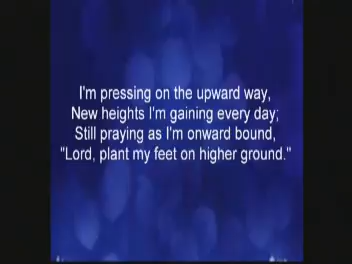 I'm pressing on the upward way,
New heights I'm gaining every day;
Still praying as I'm onward bound,
"Lord, plant my feet on higher ground."